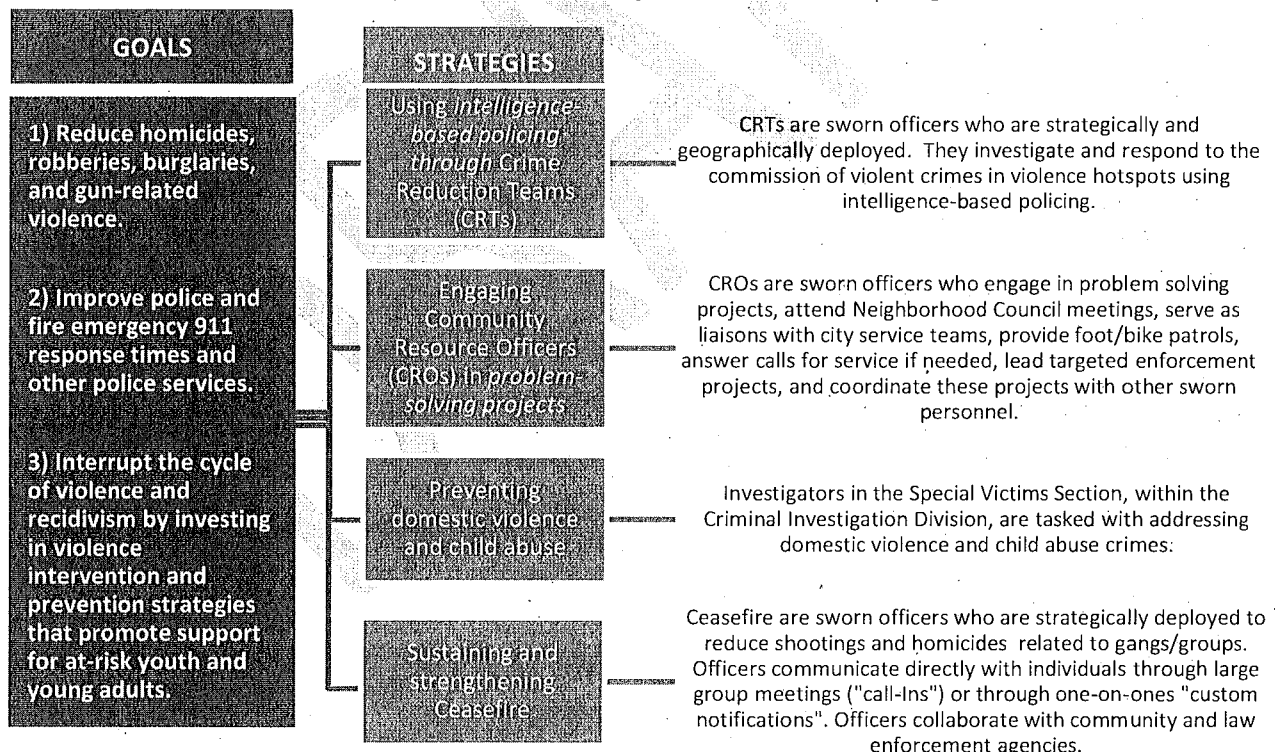 GOALS
1) Reduce homicides,
robberies, burglaries,
and gun-related
violence.
2) Improve police and
fire emergency 911
response times and
other police services.
3) Interrupt the cycle
of violence and
recidivism by investing
in violence
intervention and
prevention strategies
that promote support
for at-risk youth and
young adults.
STRATEGIES
Using intelligence-
based policing
through Crime
Reduction Teams
(CRTs)
CRTs are sworn officers who are strategically and
geographically deployed. They investigate and respond to the
commission of violent crimes in violence hotspots using
intelligence-based policing.
Engaging
Community
Resource Officers
(CROs) in problem-
solving projects
CROs are sworn officers who engage in problem solving
projects, attend Neighborhood Council meetings, serve as
liaisons with city service teams, provide foot/bike patrols,
answer calls for service if needed, lead targeted enforcement
projects, and coordinate these projects with other sworn
personnel.
Preventing
domestic violence
and child abuse
Investigators in the Special Victims Section, within the
Criminal Investigation Division, are tasked with addressing
domestic violence and child abuse crimes.
Sustaining and
strengthening
Ceasefire
Ceasefire are sworn officers who are strategically deployed to
reduce shootings and homicides related to gangs/groups.
Officers communicate directly with individuals through large
group meetings ("call-Ins") or through one-on-ones "custom
notifications". Officers collaborate with community and law
enforcement agencies.